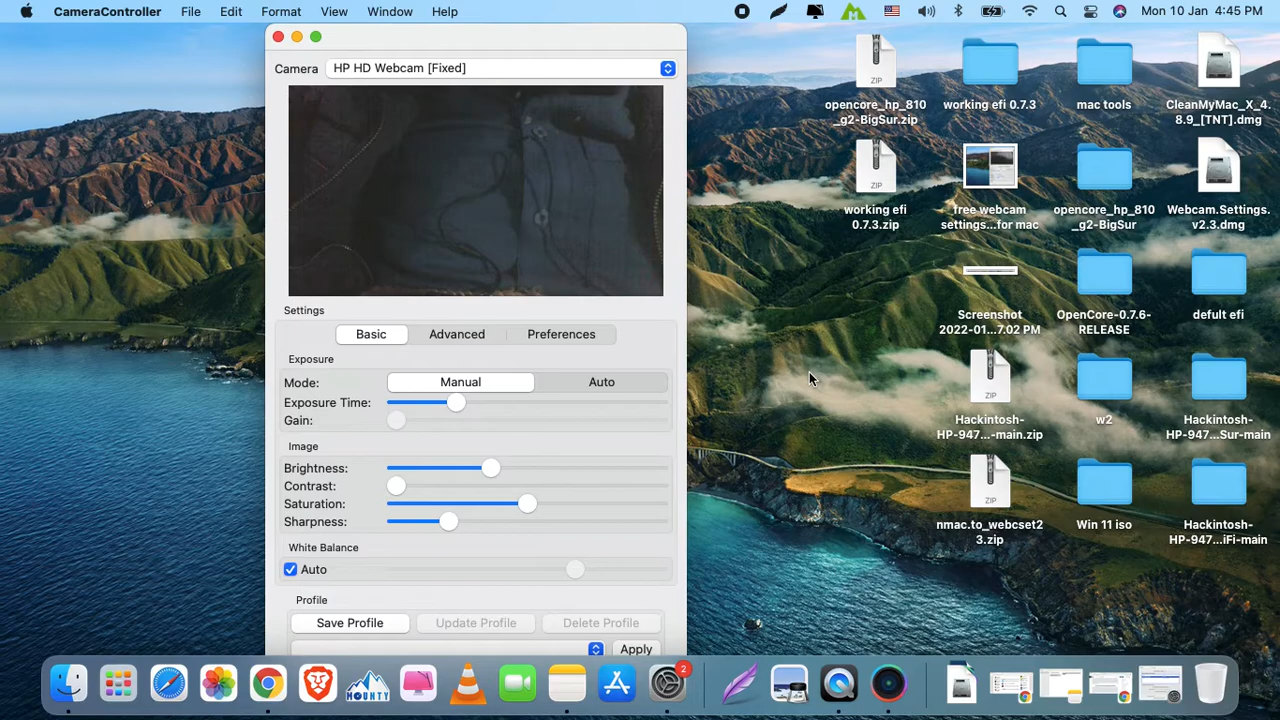 CameraController File Edit Format View Window Help Mon 10 Jan 4:45 PM
Camera HP HD Webcam [Fixed]
Settings
Basic Advanced Preferences
Exposure
Mode: Manual Auto
Exposure Time:
Gain:
Image
Brightness:
Contrast:
Saturation:
Sharpness:
White Balance
Auto
Profile
Save Profile Update Profile Delete Profile
Apply
ZIP
opencore_hp_810
_g2-BigSur.zip
working efi 0.7.3
mac tools
CleanMyMac_X_4.
8.9_[TNT].dmg
ZIP
working efi
0.7.3.zip
free webcam
settings...for mac
opencore_hp_810
_g2-BigSur
Webcam.Settings.
v2.3.dmg
Screenshot
2022-01...7.02 PM
OpenCore-0.7.6-
RELEASE
defult efi
ZIP
Hackintosh-
HP-947...-main.zip
w2
Hackintosh-
HP-947...Sur-main
ZIP
nmac.to_webcset2
3.zip
Win 11 iso
Hackintosh-
HP-947...iFi-main
MOUNTY
2